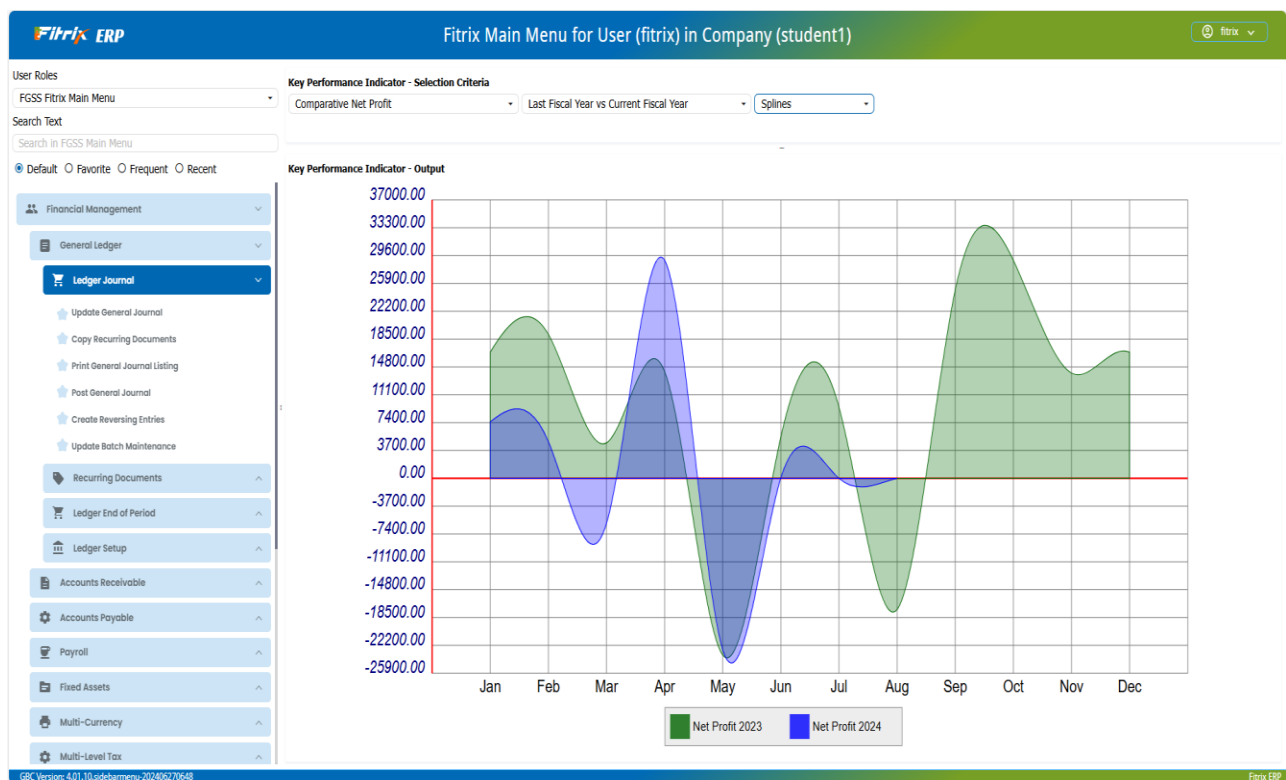 Fitrix ERP
Fitrix Main Menu for User (fitrix) in Company (student1)
fitrix
User Roles
FGSS Fitrix Main Menu
Search Text
Search in FGSS Main Menu
Default Favorite Frequent Recent
Financial Management
General Ledger
Ledger Journal
Update General Journal
Copy Recurring Documents
Print General Journal Listing
Post General Journal
Create Reversing Entries
Update Batch Maintenance
Recurring Documents
Ledger End of Period
Ledger Setup
Accounts Receivable
Accounts Payable
Payroll
Fixed Assets
Multi-Currency
Multi-Level Tax
Key Performance Indicator - Selection Criteria
Comparative Net Profit
Last Fiscal Year vs Current Fiscal Year
Splines
Key Performance Indicator - Output
37000.00
33300.00
29600.00
25900.00
22200.00
18500.00
14800.00
11100.00
7400.00
3700.00
0.00
-3700.00
-7400.00
-11100.00
-14800.00
-18500.00
-22200.00
-25900.00
Jan Feb Mar Apr May Jun Jul Aug Sep Oct Nov Dec
Net Profit 2023 Net Profit 2024
GBC Version: 4.01.10.sidebarmenu-202406270648
Fitrix ERP